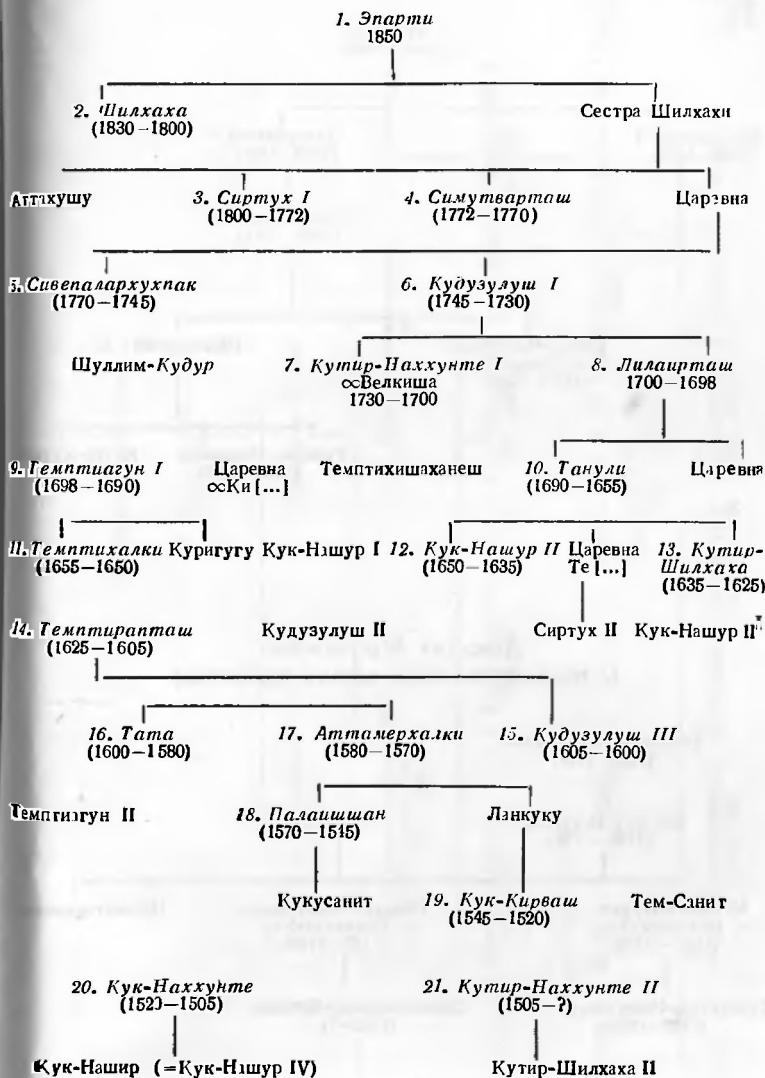 1. Эпарти
1850
2. Шилхаха Сестра Шилхахи
(1830—1800)
Аттахушу 3. Сиртух I 4. Симутварташ Царевна
(1800—1772) (1772—1770)
5. Сивепалархухпак 6. Кудузулуш I
(1770—1745) (1745—1730)
Шуллим-Кудур 7. Кутир-Наххунте I 8. Лилаирташ
∞Велкиша 1700—1698
1730—1700
9. Темптиагун I Царевна Темптихишаханеш 10. Танули Царевна
(1698—1690) ∞Ки [...] (1690—1655)
11. Темптихалки Куригугу Кук-Нашур I 12. Кук-Нашур II Царевна 13. Кутир-
(1655—1650) (1650—1635) Те [...] Шилхаха
(1635—1625)
14. Темптирапташ Кудузулуш II Сиртух II Кук-Нашур II
(1625—1605)
16. Тата 17. Аттамерхалки 15. Кудузулуш III
(1600—1580) (1580—1570) (1605—1600)
Темптиагун II 18. Палаишшан Ланкуку
(1570—1545)
Кукусанит 19. Кук-Кирваш Тем-Санит
(1545—1520)
20. Кук-Наххунте 21. Кутир-Наххунте II
(1520—1505) (1505—?)
Кук-Нашир (=Кук-Нашур IV) Кутир-Шилхаха II